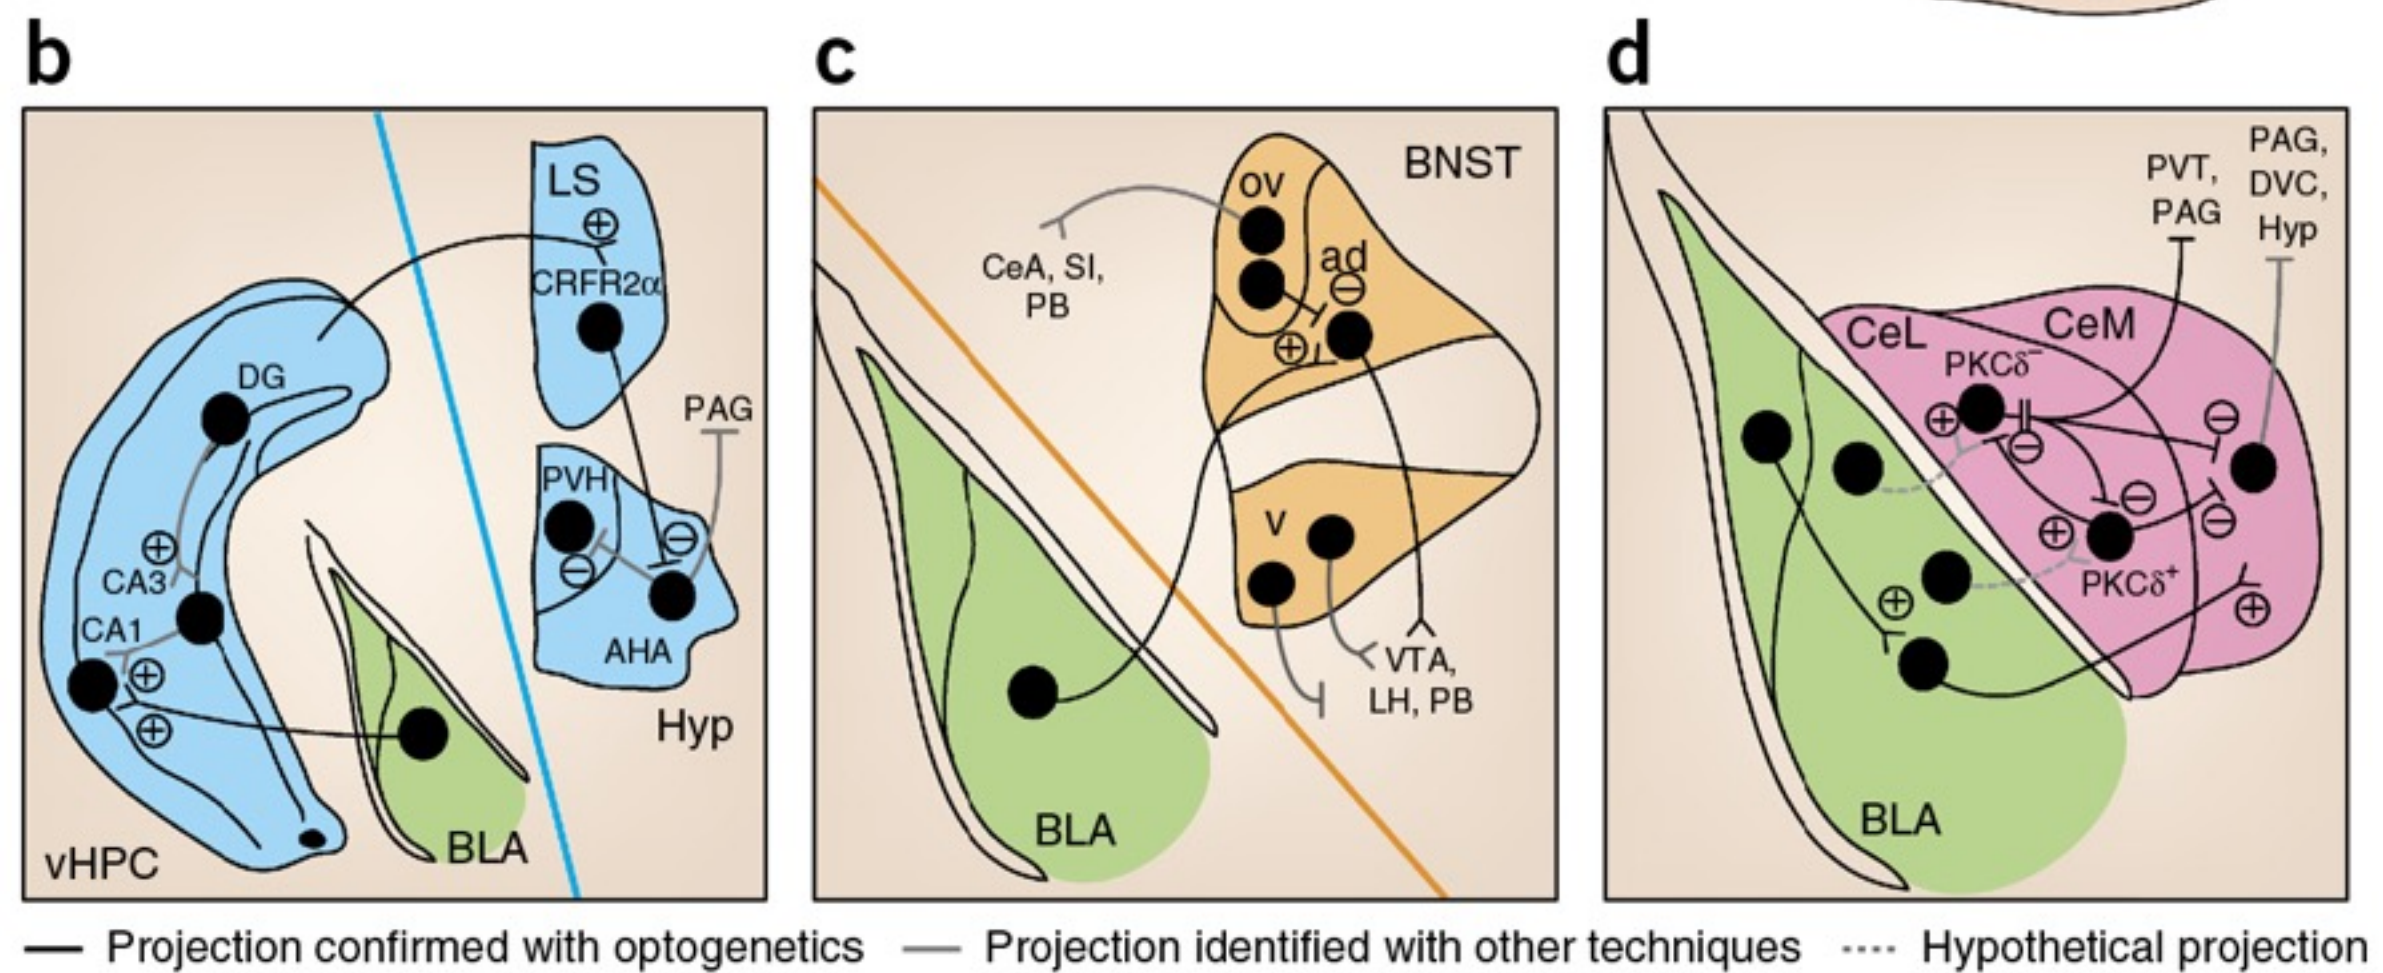 b
c
d
LS
⊕
CRFR2α
DG
PAG
PVH
⊖
⊖
⊕
CA3
CA1
⊕
⊕
AHA
Hyp
vHPC
BLA
BNST
ov
ad
⊖
CeA, SI,
PB
⊕
v
VTA,
LH, PB
BLA
PAG,
DVC,
Hyp
PVT,
PAG
CeL
CeM
PKCδ⁻
⊕
⊖
⊖
⊖
⊖
⊕
PKCδ⁺
⊕
⊕
BLA
Projection confirmed with optogenetics
Projection identified with other techniques
Hypothetical projection